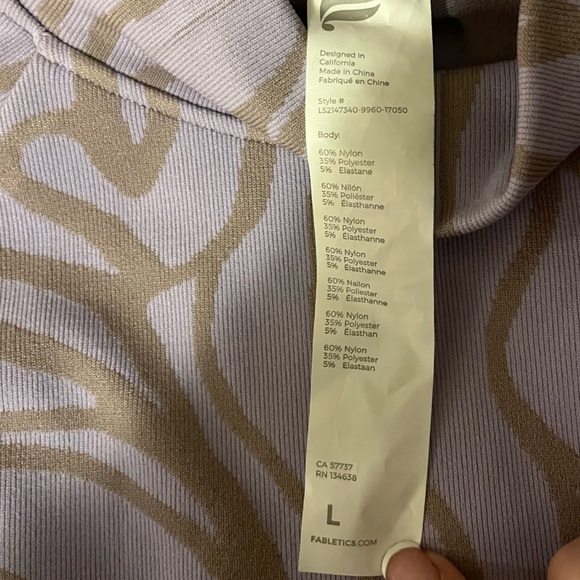 Designed in
California
Made in China
Fabriqué en Chine
Style #
LS2147340-9960-17050
Body:
60% Nylon
35% Polyester
5% Elastane
60% Nilón
35% Poliéster
5% Elasthanne
60% Nylon
35% Polyester
5% Élasthanne
60% Nylon
35% Polyester
5% Élasthanne
60% Nailon
35% Poliester
5% Élasthanne
60% Nylon
35% Polyester
5% Elasthan
60% Nylon
35% Polyester
5% Elastaan
CA 57737
RN 134638
L
FABLETICS.COM